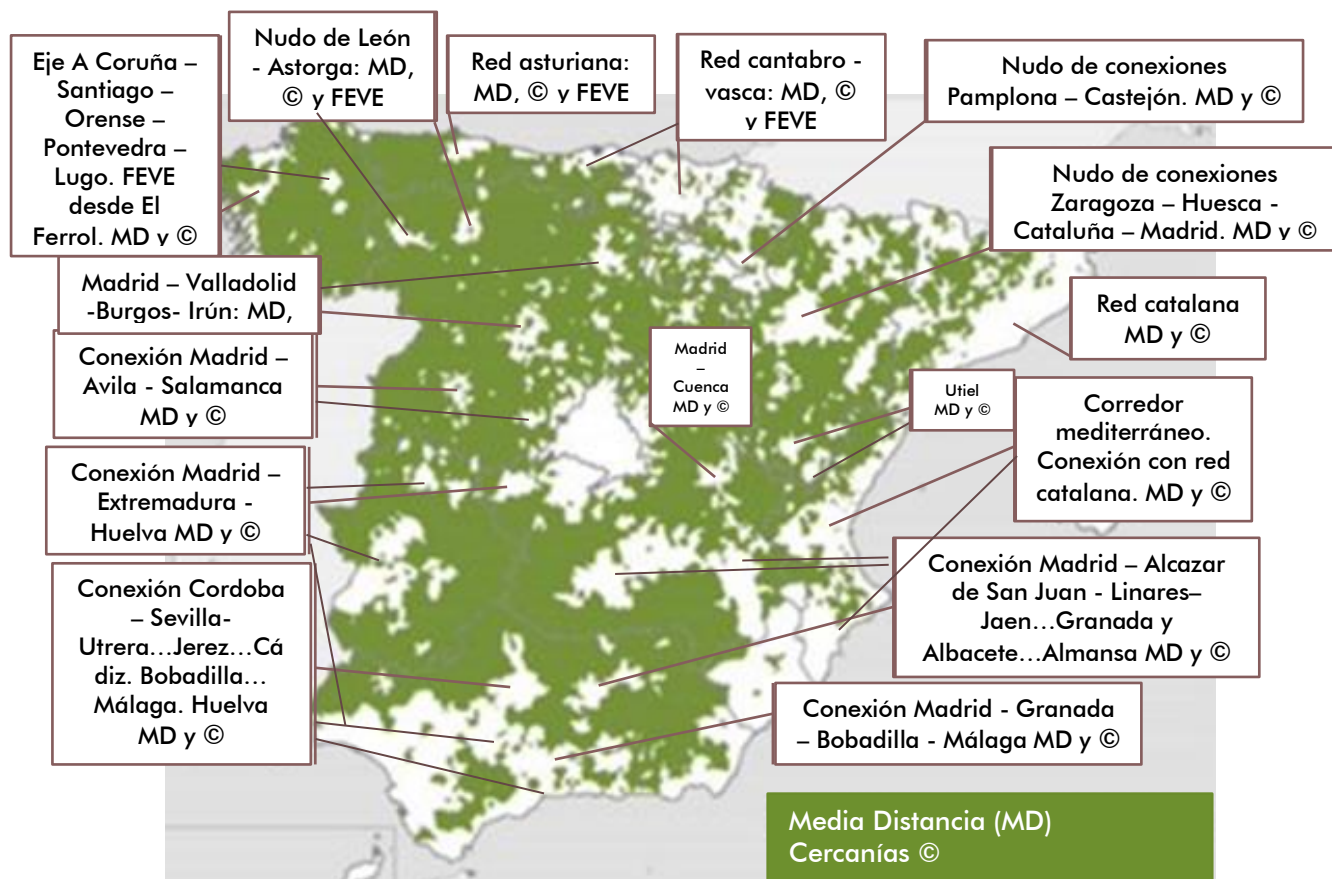 Eje A Coruña –
Santiago –
Orense –
Pontevedra –
Lugo. FEVE
desde El
Ferrol. MD y ©
Nudo de León
- Astorga: MD,
© y FEVE
Red asturiana:
MD, © y FEVE
Red cantabro -
vasca: MD, ©
y FEVE
Nudo de conexiones
Pamplona – Castejón. MD y ©
Nudo de conexiones
Zaragoza – Huesca -
Cataluña – Madrid. MD y ©
Madrid – Valladolid
-Burgos- Irún: MD,
Red catalana
MD y ©
Conexión Madrid –
Avila - Salamanca
MD y ©
Madrid
–
Cuenca
MD y ©
Utiel
MD y ©
Corredor
mediterráneo.
Conexión con red
catalana. MD y ©
Conexión Madrid –
Extremadura -
Huelva MD y ©
Conexión Madrid – Alcazar
de San Juan - Linares–
Jaen...Granada y
Albacete...Almansa MD y ©
Conexión Cordoba
– Sevilla-
Utrera...Jerez...Cá
diz. Bobadilla...
Málaga. Huelva
MD y ©
Conexión Madrid - Granada
– Bobadilla - Málaga MD y ©
Media Distancia (MD)
Cercanías ©